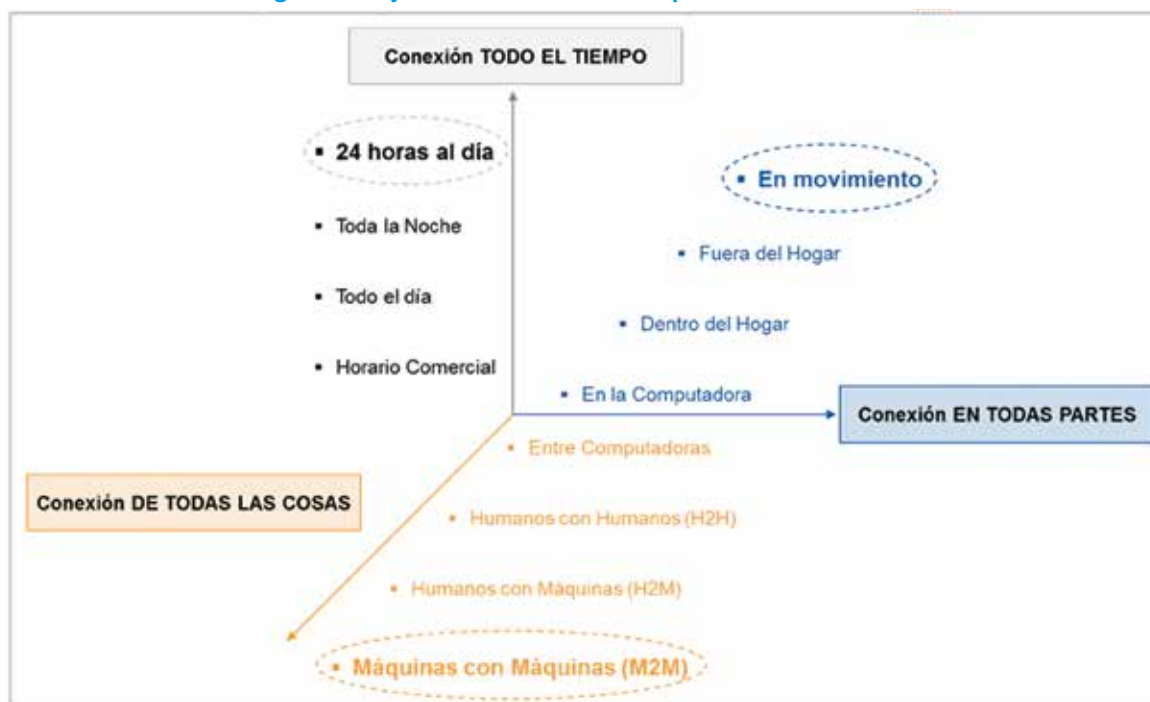 Conexión TODO EL TIEMPO
▪ 24 horas al día
▪ Toda la Noche
▪ Todo el día
▪ Horario Comercial
▪ En movimiento
▪ Fuera del Hogar
▪ Dentro del Hogar
▪ En la Computadora
Conexión EN TODAS PARTES
▪ Entre Computadoras
▪ Humanos con Humanos (H2H)
▪ Humanos con Máquinas (H2M)
▪ Máquinas con Máquinas (M2M)
Conexión DE TODAS LAS COSAS